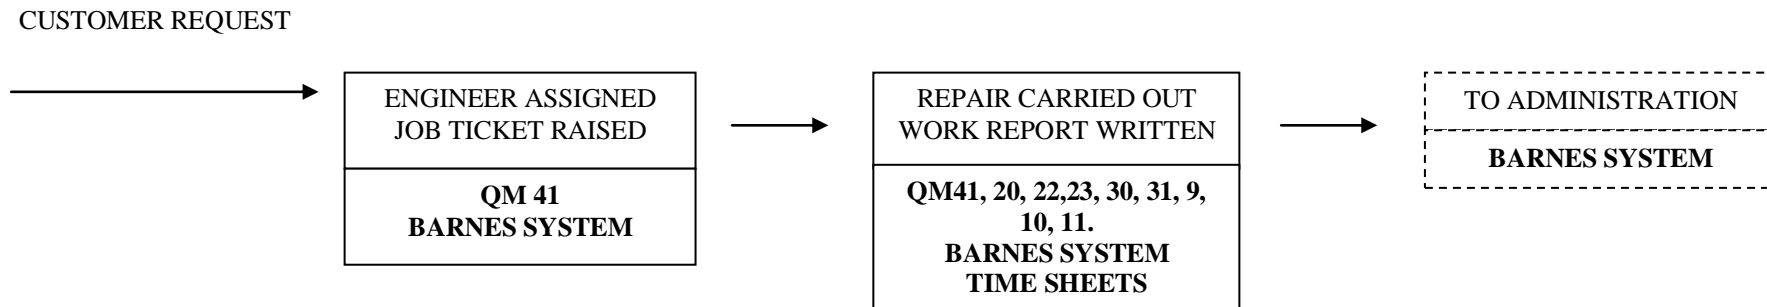 CUSTOMER REQUEST
ENGINEER ASSIGNED
JOB TICKET RAISED
QM 41
BARNES SYSTEM
REPAIR CARRIED OUT
WORK REPORT WRITTEN
QM41, 20, 22,23, 30, 31, 9,
10, 11.
BARNES SYSTEM
TIME SHEETS
TO ADMINISTRATION
BARNES SYSTEM